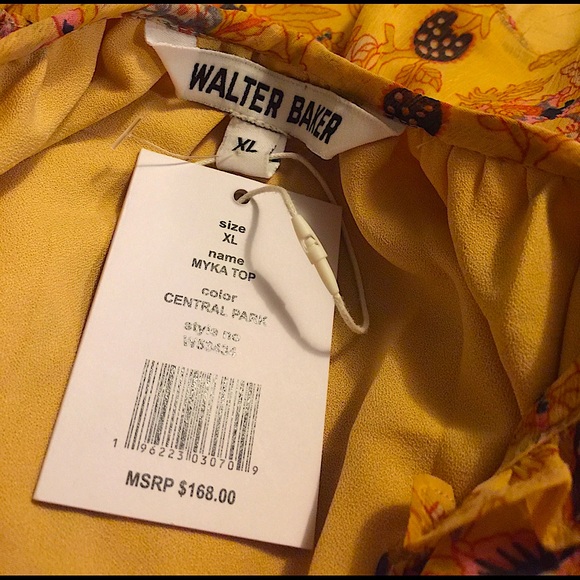 WALTER BAKER
XL
size
XL
name
MYKA TOP
color
CENTRAL PARK
style no
W53434
1 96223 03070 9
MSRP $168.00